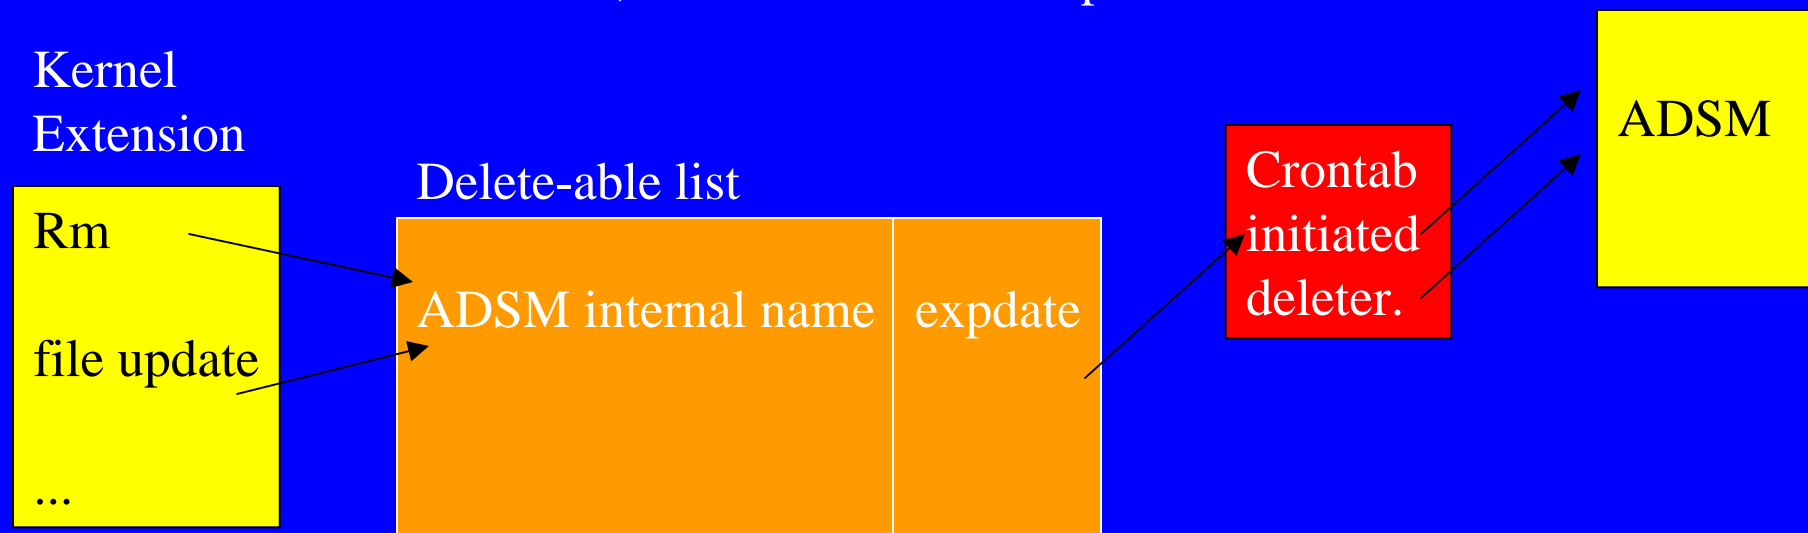 Kernel
Extension
Rm
file update
...
Delete-able list
ADSM internal name
expdate
Crontab
initiated
deleter.
ADSM